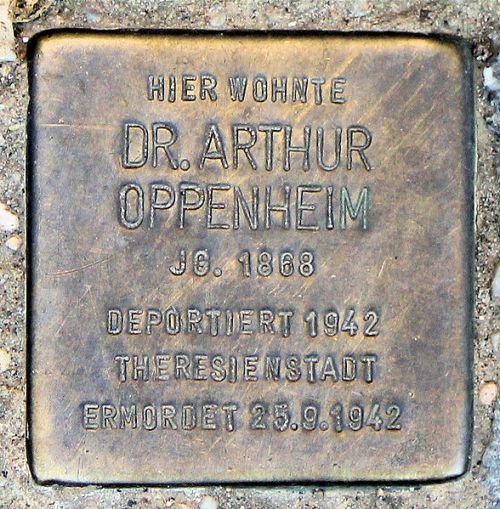 HIER WOHNTE
DR. ARTHUR
OPPENHEIM
JG. 1868
DEPORTIERT 1942
THERESIENSTADT
ERMORDET 25.9.1942